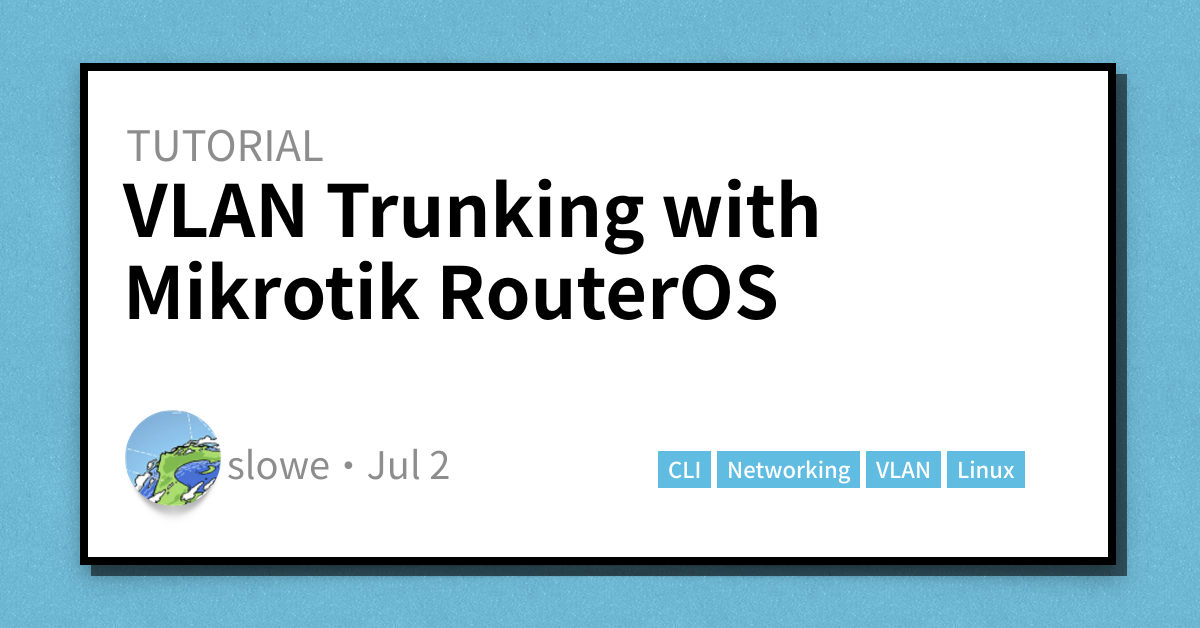 TUTORIAL
VLAN Trunking with
Mikrotik RouterOS
slowe • Jul 2
CLI Networking VLAN Linux